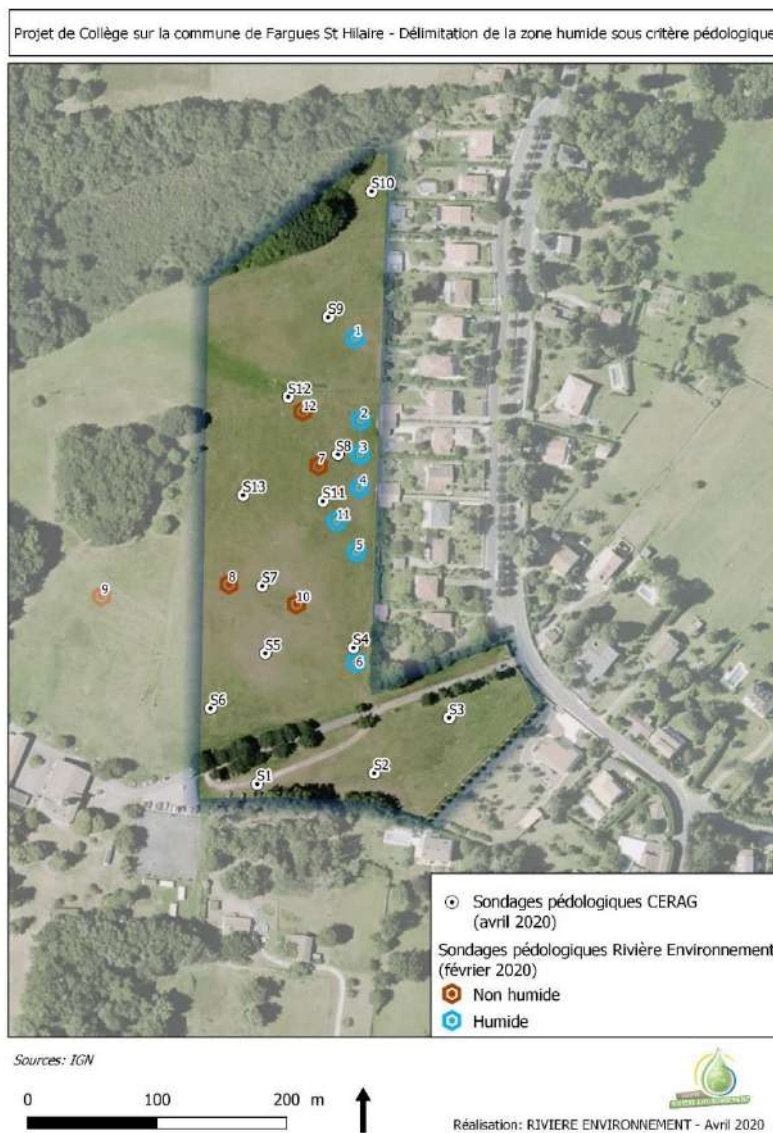 Projet de Collège sur la commune de Fargues St Hilaire - Délimitation de la zone humide sous critère pédologique
S10
S9
1
S12
12
2
S8
3
7
S13
4
S11
11
5
8
S7
9
10
S4
S5
6
S6
S3
S2
S1
Sondages pédologiques CERAG
(avril 2020)
Sondages pédologiques Rivière Environnement
(février 2020)
Non humide
Humide
Sources: IGN
0 100 200 m
RIVIERE ENVIRONNEMENT
Réalisation: RIVIERE ENVIRONNEMENT - Avril 2020